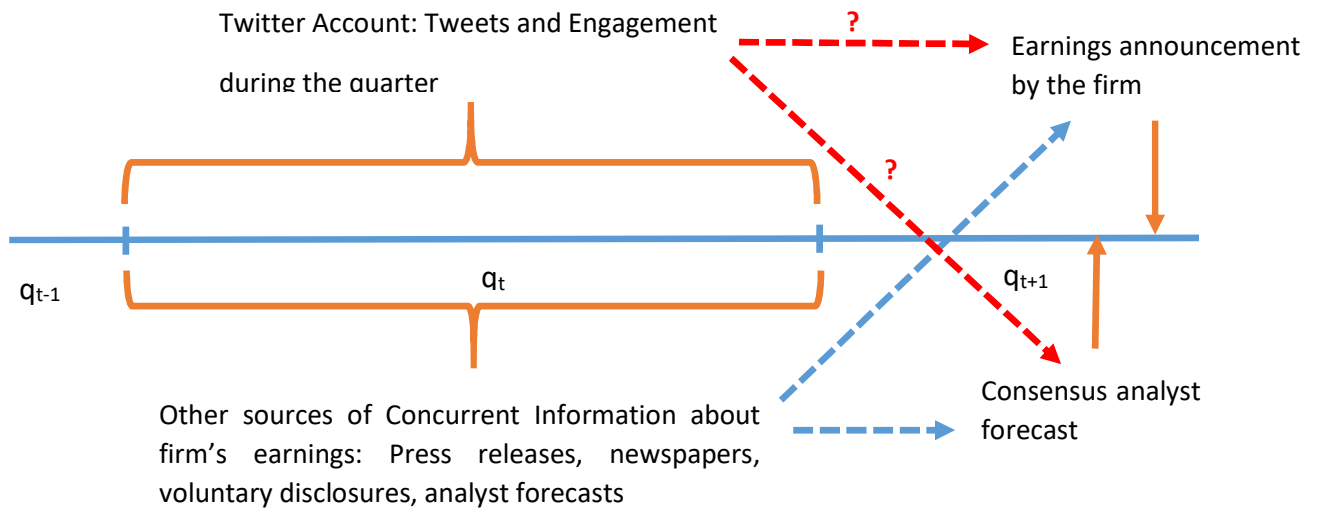 Twitter Account: Tweets and Engagement
during the quarter
?
Earnings announcement
by the firm
?
qt-1
qt
qt+1
Other sources of Concurrent Information about
firm's earnings: Press releases, newspapers,
voluntary disclosures, analyst forecasts
Consensus analyst
forecast